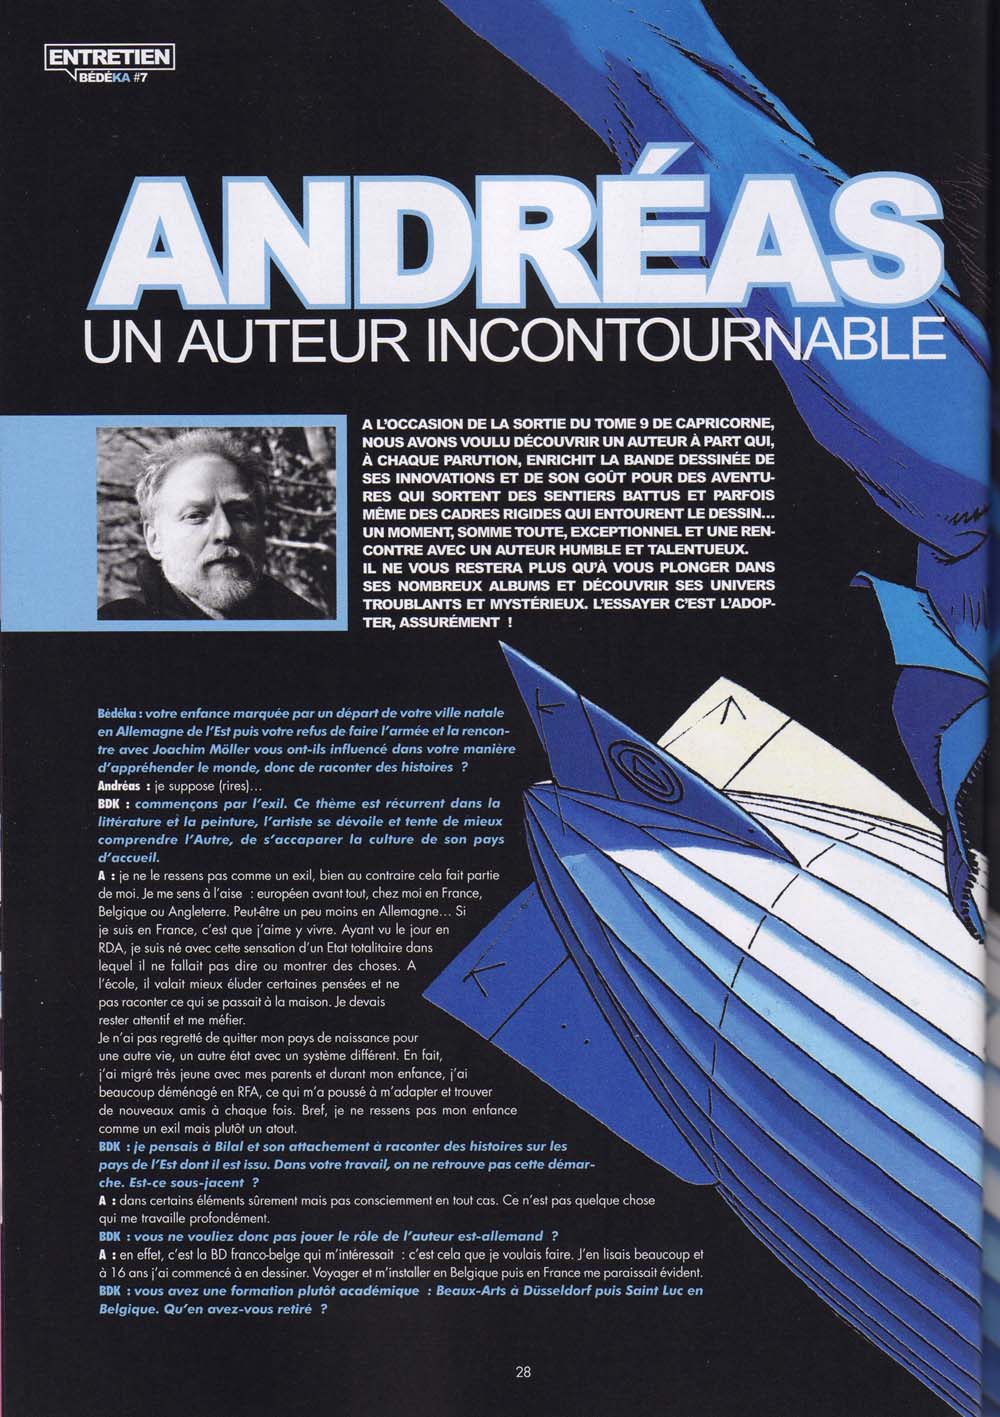 ENTRETIEN
BÉDÉKA #7
ANDRÉAS
UN AUTEUR INCONTOURNABLE
A L'OCCASION DE LA SORTIE DU TOME 9 DE CAPRICORNE,
NOUS AVONS VOULU DÉCOUVRIR UN AUTEUR À PART QUI,
À CHAQUE PARUTION, ENRICHIT LA BANDE DESSINÉE DE
SES INNOVATIONS ET DE SON GOÛT POUR DES AVENTU-
RES QUI SORTENT DES SENTIERS BATTUS ET PARFOIS
MÊME DES CADRES RIGIDES QUI ENTOURENT LE DESSIN...
UN MOMENT, SOMME TOUTE, EXCEPTIONNEL ET UNE REN-
CONTRE AVEC UN AUTEUR HUMBLE ET TALENTUEUX.
IL NE VOUS RESTERA PLUS QU'À VOUS PLONGER DANS
SES NOMBREUX ALBUMS ET DÉCOUVRIR SES UNIVERS
TROUBLANTS ET MYSTÉRIEUX. L'ESSAYER C'EST L'ADOP-
TER, ASSURÉMENT !
Bédéka : votre enfance marquée par un départ de votre ville natale
en Allemagne de l'Est puis votre refus de faire l'armée et la rencon-
tre avec Joachim Möller vous ont-ils influencé dans votre manière
d'appréhender le monde, donc de raconter des histoires ?
Andréas : je suppose (rires)...
BDK : commençons par l'exil. Ce thème est récurrent dans la
littérature et la peinture, l'artiste se dévoile et tente de mieux
comprendre l'Autre, de s'accaparer la culture de son pays
d'accueil.
A : je ne le ressens pas comme un exil, bien au contraire cela fait partie
de moi. Je me sens à l'aise : européen avant tout, chez moi en France,
Belgique ou Angleterre. Peut-être un peu moins en Allemagne... Si
je suis en France, c'est que j'aime y vivre. Ayant vu le jour en
RDA, je suis né avec cette sensation d'un Etat totalitaire dans
lequel il ne fallait pas dire ou montrer des choses. A
l'école, il valait mieux éluder certaines pensées et ne
pas raconter ce qui se passait à la maison. Je devais
rester attentif et me méfier.
Je n'ai pas regretté de quitter mon pays de naissance pour
une autre vie, un autre état avec un système différent. En fait,
j'ai migré très jeune avec mes parents et durant mon enfance, j'ai
beaucoup déménagé en RFA, ce qui m'a poussé à m'adapter et trouver
de nouveaux amis à chaque fois. Bref, je ne ressens pas mon enfance
comme un exil mais plutôt un atout.
BDK : je pensais à Bilal et son attachement à raconter des histoires sur les
pays de l'Est dont il est issu. Dans votre travail, on ne retrouve pas cette démar-
che. Est-ce sous-jacent ?
A : dans certains éléments sûrement mais pas consciemment en tout cas. Ce n'est pas quelque chose
qui me travaille profondément.
BDK : vous ne vouliez donc pas jouer le rôle de l'auteur est-allemand ?
A : en effet, c'est la BD franco-belge qui m'intéressait : c'est cela que je voulais faire. J'en lisais beaucoup et
à 16 ans j'ai commencé à en dessiner. Voyager et m'installer en Belgique puis en France me paraissait évident.
BDK : vous avez une formation plutôt académique : Beaux-Arts à Düsseldorf puis Saint Luc en
Belgique. Qu'en avez-vous retiré ?
28